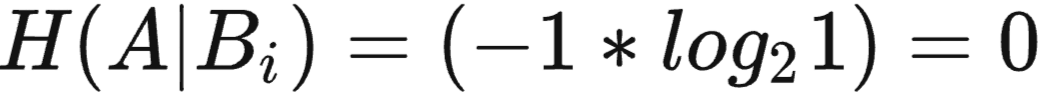 H(A|B_i) = (-1 * log_2 1) = 0